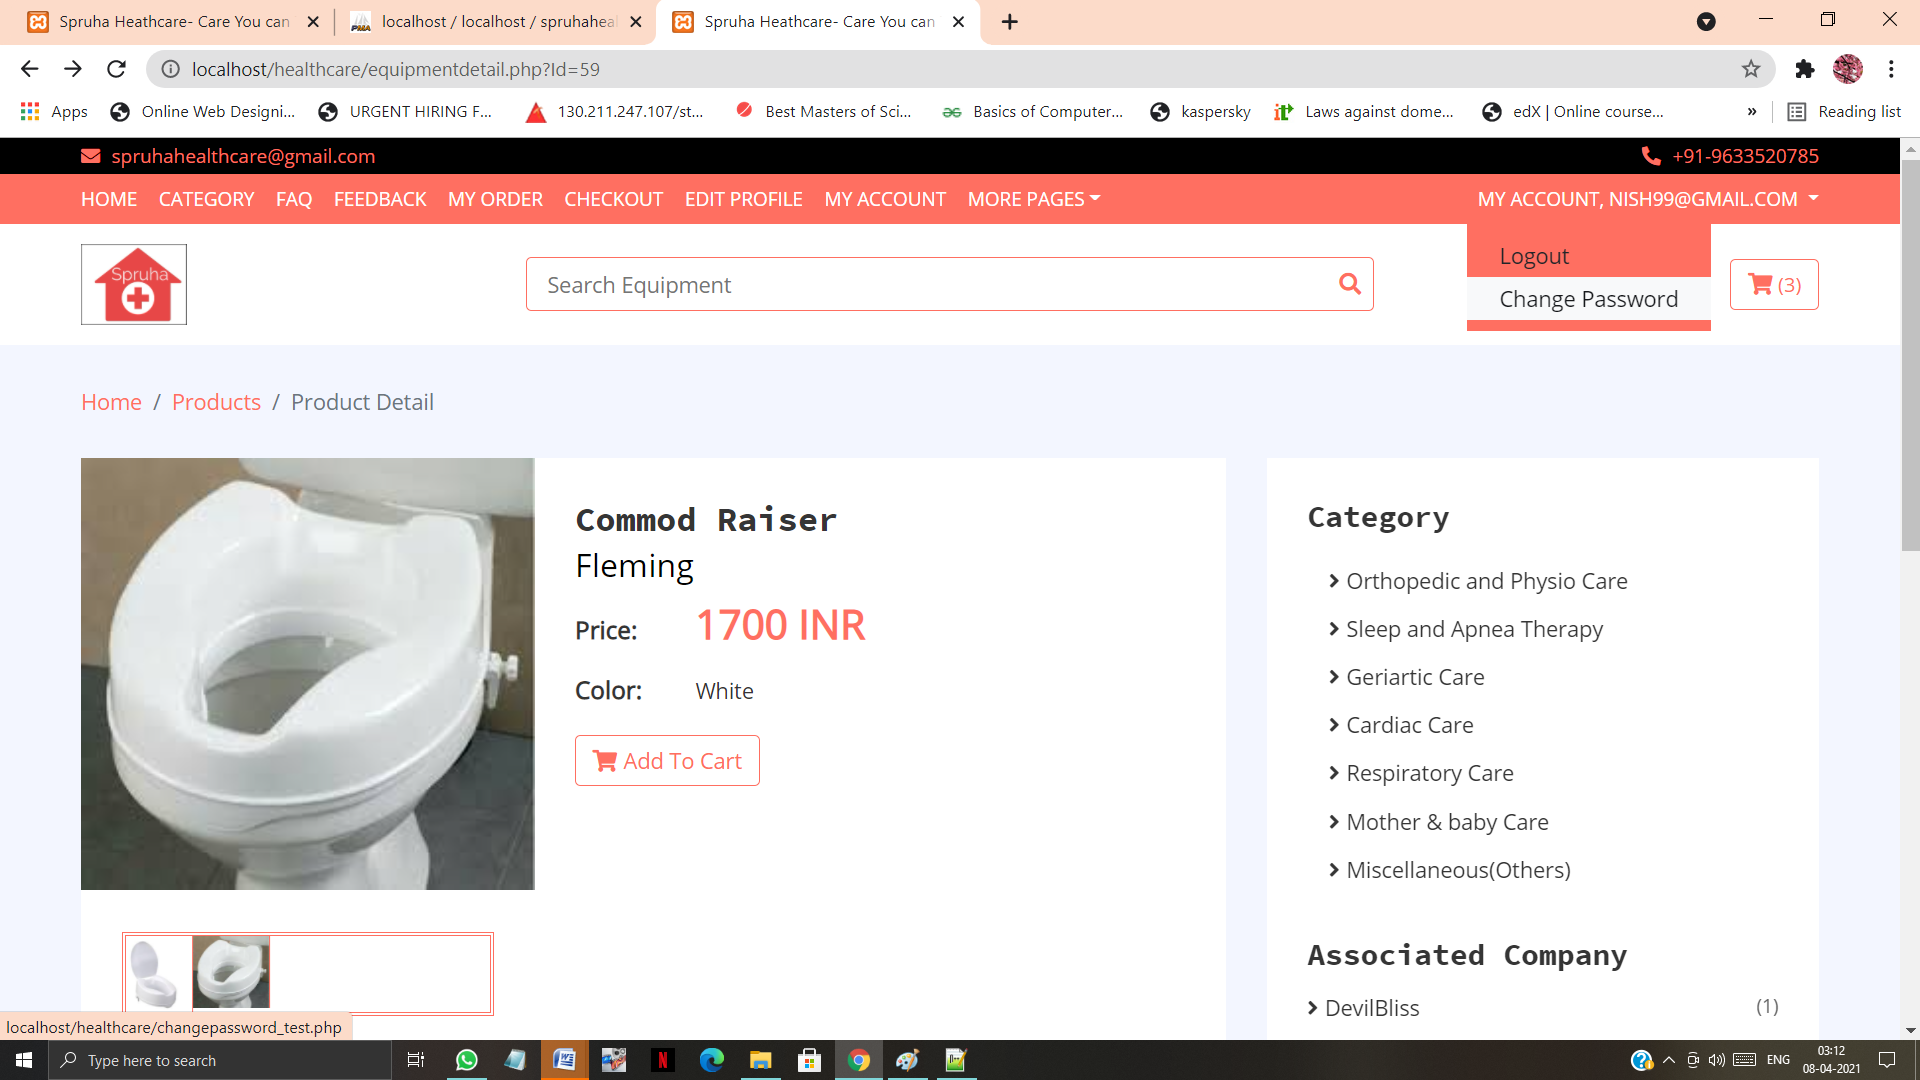 Spruha Heathcare- Care You can
localhost / localhost / spruhaheal
Spruha Heathcare- Care You can
localhost/healthcare/equipmentdetail.php?Id=59
Apps
Online Web Designi...
URGENT HIRING F...
130.211.247.107/st...
Best Masters of Sci...
Basics of Computer...
kaspersky
Laws against dome...
edX | Online course...
»
Reading list
spruhahealthcare@gmail.com
+91-9633520785
HOME CATEGORY FAQ FEEDBACK MY ORDER CHECKOUT EDIT PROFILE MY ACCOUNT MORE PAGES
MY ACCOUNT, NISH99@GMAIL.COM
Logout
Change Password
Spruha
Search Equipment
(3)
Home / Products / Product Detail
Commod Raiser
Fleming
Price: 1700 INR
Color: White
Add To Cart
Category
Orthopedic and Physio Care
Sleep and Apnea Therapy
Geriartic Care
Cardiac Care
Respiratory Care
Mother & baby Care
Miscellaneous(Others)
Associated Company
DevilBliss (1)
localhost/healthcare/changepassword_test.php
Type here to search
ENG
03:12
08-04-2021